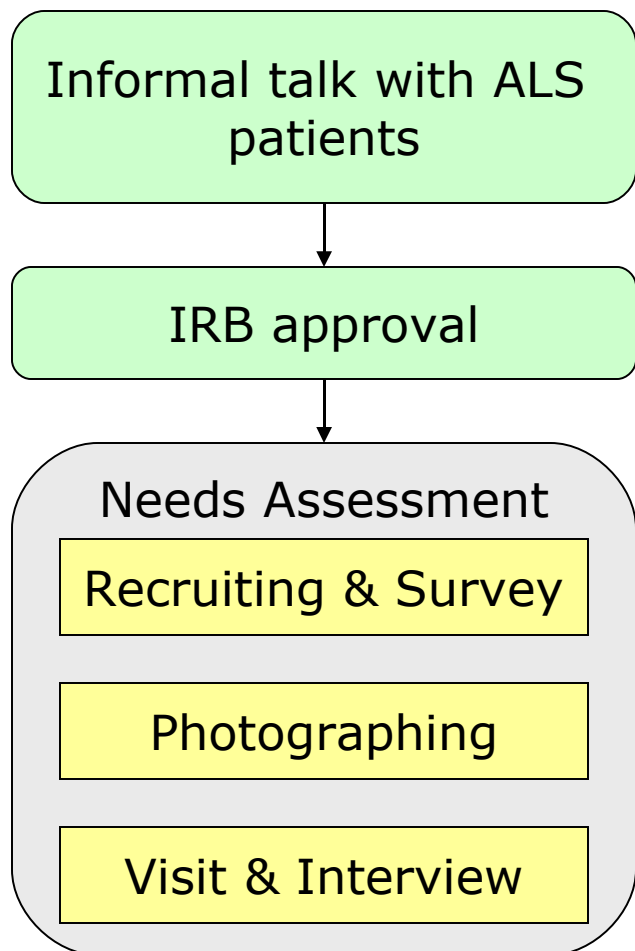 Informal talk with ALS
patients
IRB approval
Needs Assessment
Recruiting & Survey
Photographing
Visit & Interview